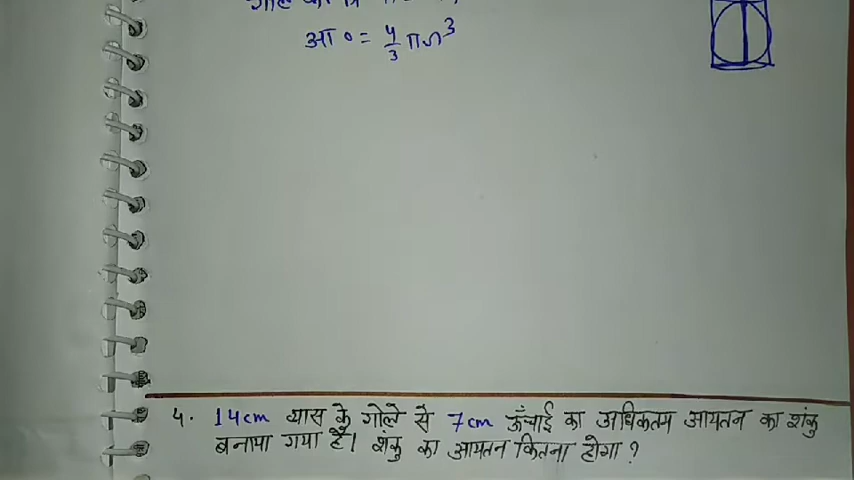 आ० = 4/3 πr³
4. 14cm व्यास के गोले से 7cm ऊँचाई का अधिकतम आयतन का शंकु
बनाया गया है। शंकु का आयतन कितना होगा ?